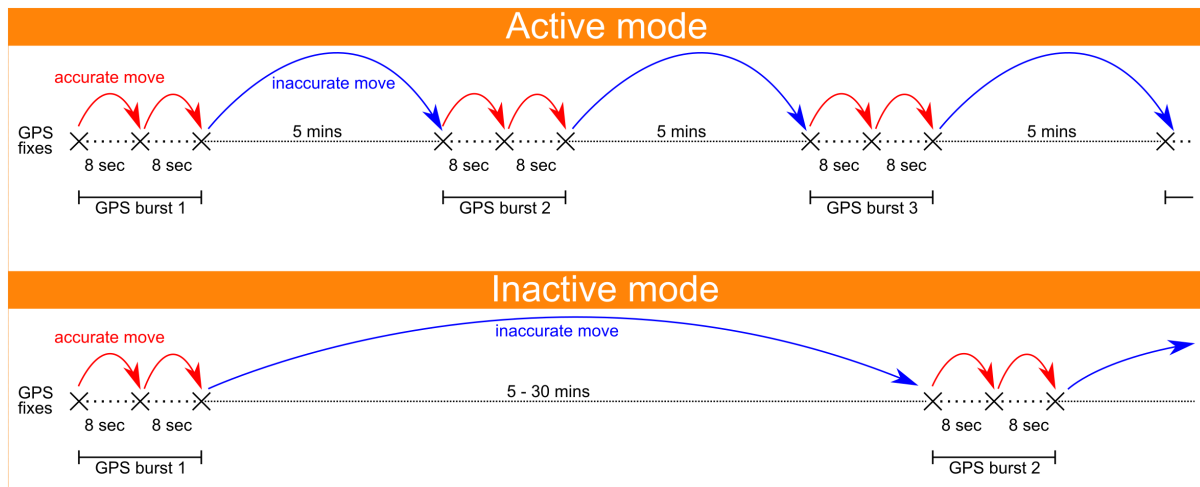 Active mode
accurate move
inaccurate move
GPS
fixes
5 mins
5 mins
5 mins
8 sec
8 sec
8 sec
8 sec
8 sec
8 sec
GPS burst 1
GPS burst 2
GPS burst 3
Inactive mode
accurate move
inaccurate move
GPS
fixes
5 - 30 mins
8 sec
8 sec
8 sec
8 sec
GPS burst 1
GPS burst 2